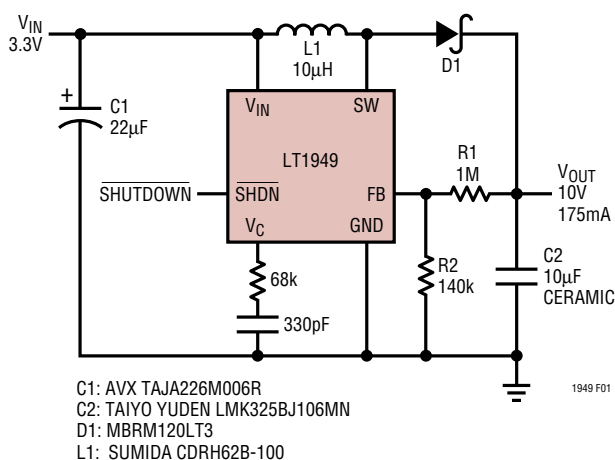 VIN
3.3V
L1
10µH
D1
+
C1
22µF
VIN
SW
LT1949
SHUTDOWN
SHDN
FB
VC
GND
R1
1M
VOUT
10V
175mA
68k
330pF
R2
140k
C2
10µF
CERAMIC
1949 F01
C1: AVX TAJA226M006R
C2: TAIYO YUDEN LMK325BJ106MN
D1: MBRM120LT3
L1: SUMIDA CDRH62B-100